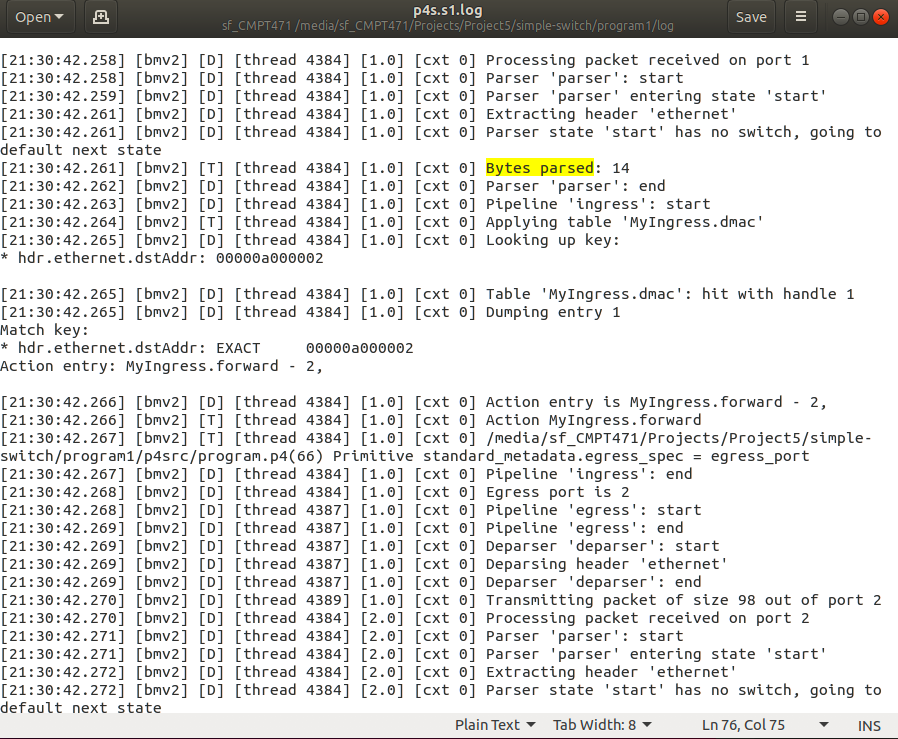 Open
p4s.s1.log
sf_CMPT471 /media/sf_CMPT471/Projects/Project5/simple-switch/program1/log
Save
[21:30:42.258] [bmv2] [D] [thread 4384] [1.0] [cxt 0] Processing packet received on port 1
[21:30:42.258] [bmv2] [D] [thread 4384] [1.0] [cxt 0] Parser 'parser': start
[21:30:42.259] [bmv2] [D] [thread 4384] [1.0] [cxt 0] Parser 'parser' entering state 'start'
[21:30:42.261] [bmv2] [D] [thread 4384] [1.0] [cxt 0] Extracting header 'ethernet'
[21:30:42.261] [bmv2] [D] [thread 4384] [1.0] [cxt 0] Parser state 'start' has no switch, going to
default next state
[21:30:42.261] [bmv2] [T] [thread 4384] [1.0] [cxt 0] Bytes parsed: 14
[21:30:42.262] [bmv2] [D] [thread 4384] [1.0] [cxt 0] Parser 'parser': end
[21:30:42.263] [bmv2] [D] [thread 4384] [1.0] [cxt 0] Pipeline 'ingress': start
[21:30:42.264] [bmv2] [T] [thread 4384] [1.0] [cxt 0] Applying table 'MyIngress.dmac'
[21:30:42.265] [bmv2] [D] [thread 4384] [1.0] [cxt 0] Looking up key:
* hdr.ethernet.dstAddr: 00000a000002
[21:30:42.265] [bmv2] [D] [thread 4384] [1.0] [cxt 0] Table 'MyIngress.dmac': hit with handle 1
[21:30:42.265] [bmv2] [D] [thread 4384] [1.0] [cxt 0] Dumping entry 1
Match key:
* hdr.ethernet.dstAddr: EXACT     00000a000002
Action entry: MyIngress.forward - 2,
[21:30:42.266] [bmv2] [D] [thread 4384] [1.0] [cxt 0] Action entry is MyIngress.forward - 2,
[21:30:42.266] [bmv2] [T] [thread 4384] [1.0] [cxt 0] Action MyIngress.forward
[21:30:42.267] [bmv2] [T] [thread 4384] [1.0] [cxt 0] /media/sf_CMPT471/Projects/Project5/simple-
switch/program1/p4src/program.p4(66) Primitive standard_metadata.egress_spec = egress_port
[21:30:42.267] [bmv2] [D] [thread 4384] [1.0] [cxt 0] Pipeline 'ingress': end
[21:30:42.268] [bmv2] [D] [thread 4384] [1.0] [cxt 0] Egress port is 2
[21:30:42.268] [bmv2] [D] [thread 4387] [1.0] [cxt 0] Pipeline 'egress': start
[21:30:42.269] [bmv2] [D] [thread 4387] [1.0] [cxt 0] Pipeline 'egress': end
[21:30:42.269] [bmv2] [D] [thread 4387] [1.0] [cxt 0] Deparser 'deparser': start
[21:30:42.269] [bmv2] [D] [thread 4387] [1.0] [cxt 0] Deparsing header 'ethernet'
[21:30:42.269] [bmv2] [D] [thread 4387] [1.0] [cxt 0] Deparser 'deparser': end
[21:30:42.270] [bmv2] [D] [thread 4389] [1.0] [cxt 0] Transmitting packet of size 98 out of port 2
[21:30:42.270] [bmv2] [D] [thread 4384] [2.0] [cxt 0] Processing packet received on port 2
[21:30:42.271] [bmv2] [D] [thread 4384] [2.0] [cxt 0] Parser 'parser': start
[21:30:42.271] [bmv2] [D] [thread 4384] [2.0] [cxt 0] Parser 'parser' entering state 'start'
[21:30:42.272] [bmv2] [D] [thread 4384] [2.0] [cxt 0] Extracting header 'ethernet'
[21:30:42.272] [bmv2] [D] [thread 4384] [2.0] [cxt 0] Parser state 'start' has no switch, going to
default next state
Plain Text Tab Width: 8 Ln 76, Col 75 INS